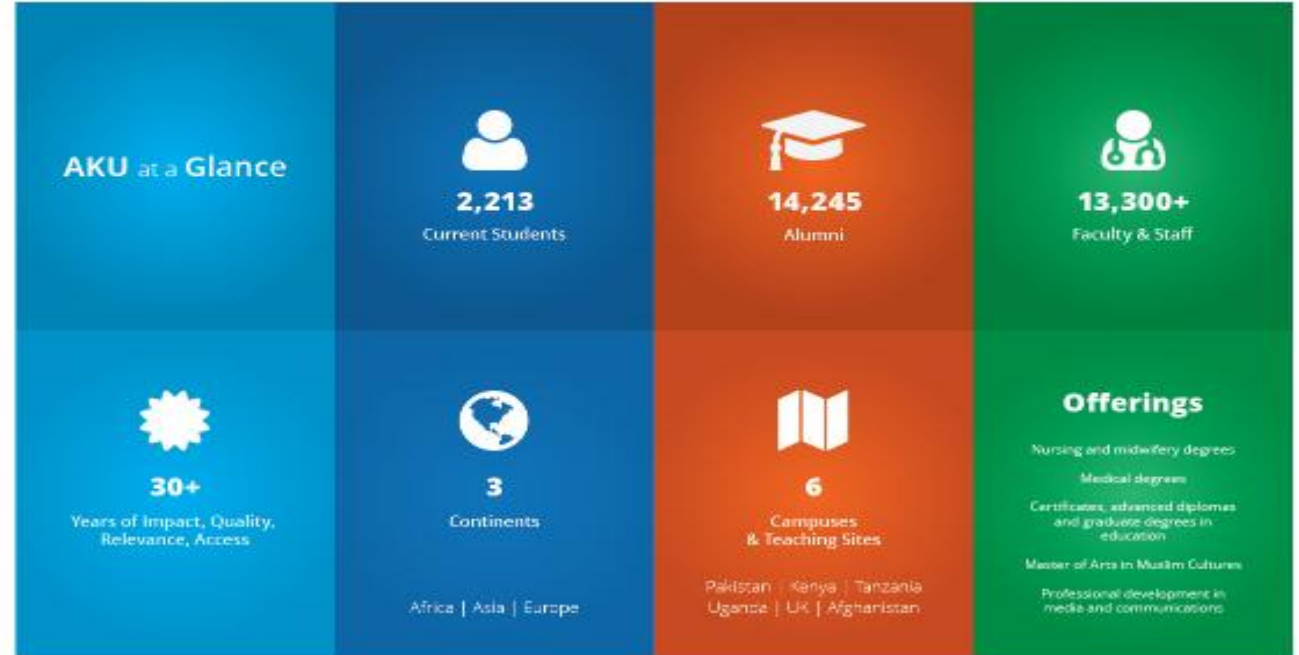 AKU at a Glance
2,213
Current Students
14,245
Alumni
13,300+
Faculty & Staff
30+
Years of Impact, Quality,
Relevance, Access
3
Continents
Africa | Asia | Europe
6
Campuses
& Teaching Sites
Pakistan | Kenya | Tanzania
Uganda | UK | Afghanistan
Offerings
Nursing and midwifery degrees
Medical degrees
Certificates, advanced diplomas
and graduate degrees in
education
Master of Arts in Muslim Cultures
Professional development in
media and communications